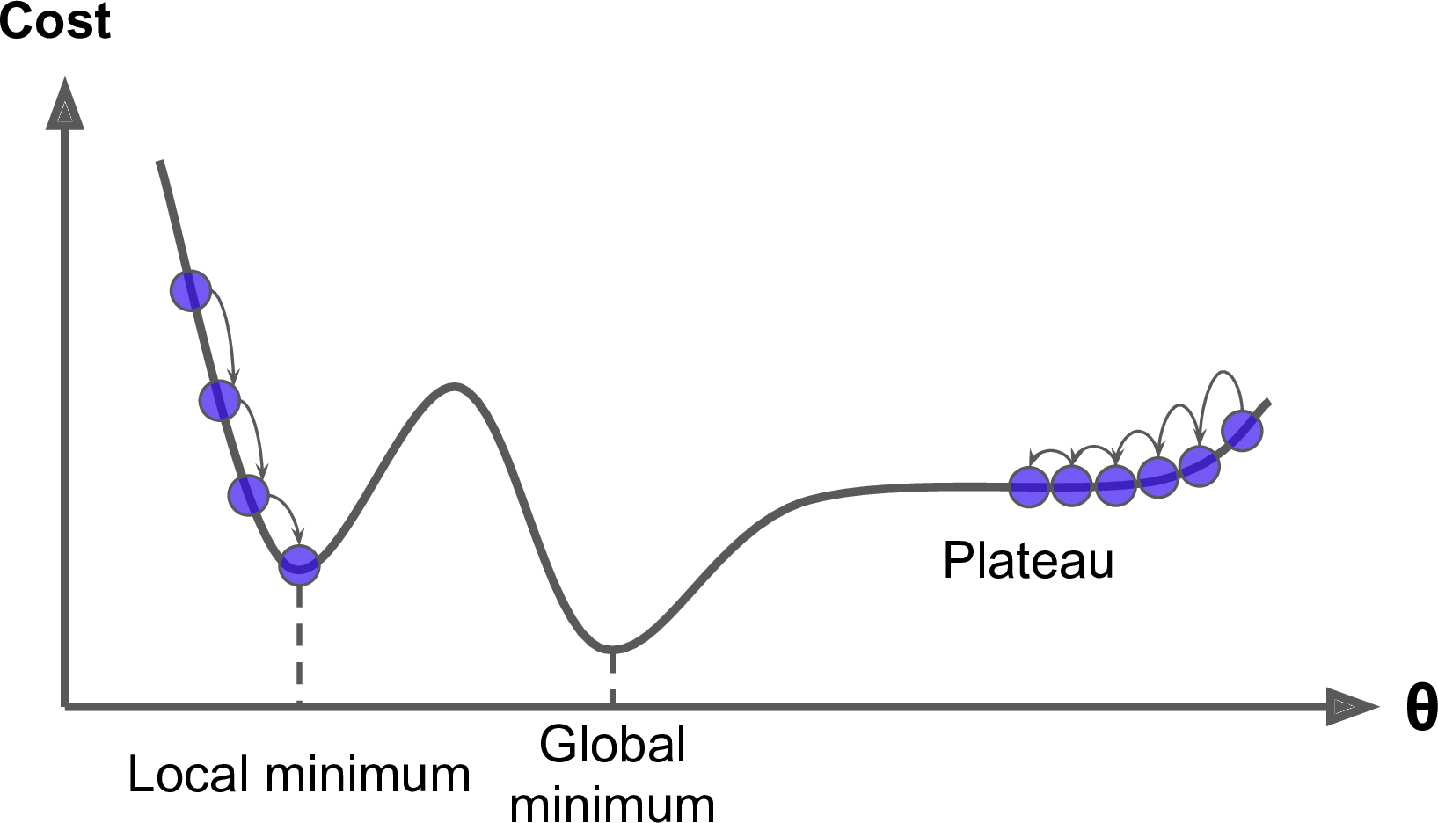 Cost
Plateau
θ
Local minimum
Global
minimum